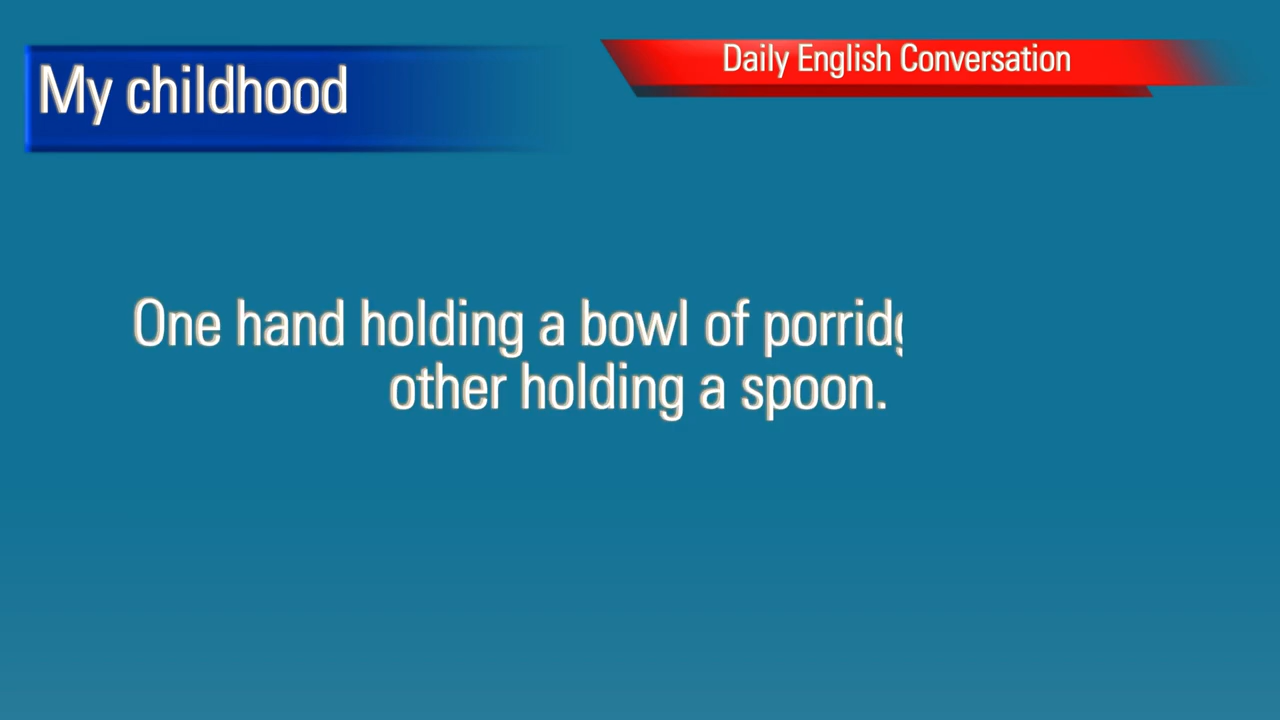 My childhood
Daily English Conversation
One hand holding a bowl of
other holding a spoon.